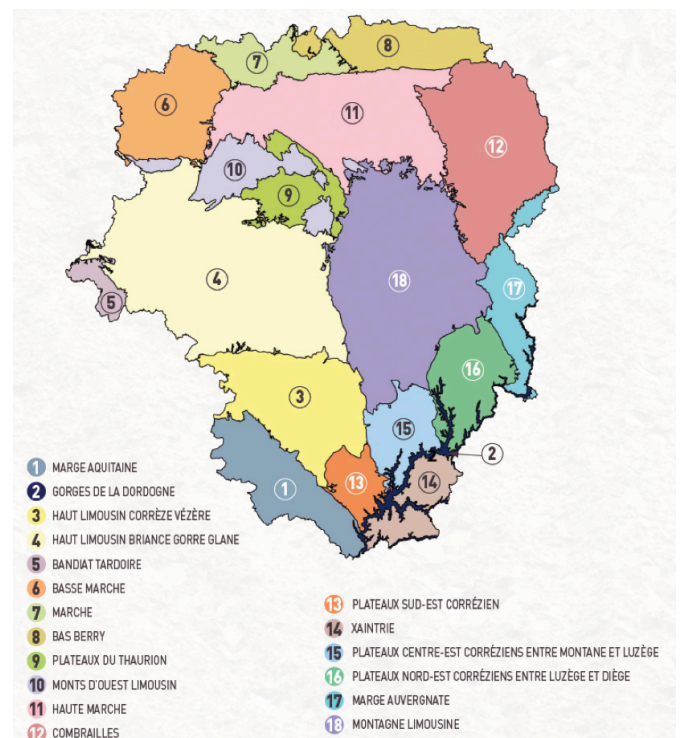 8
7
6
11
12
10
9
4
18
17
5
16
3
15
2
14
13
1
1 MARGE AQUITAINE
2 GORGES DE LA DORDOGNE
3 HAUT LIMOUSIN CORRÈZE VÉZÈRE
4 HAUT LIMOUSIN BRIANCE GORRE GLANE
5 BANDIAT TARDOIRE
6 BASSE MARCHE
7 MARCHE
8 BAS BERRY
9 PLATEAUX DU THAURION
10 MONTS D'OUEST LIMOUSIN
11 HAUTE MARCHE
12 COMBRAILLES
13 PLATEAUX SUD-EST CORRÉZIEN
14 XAINTRIE
15 PLATEAUX CENTRE-EST CORRÉZIENS ENTRE MONTANE ET LUZÈGE
16 PLATEAUX NORD-EST CORRÉZIENS ENTRE LUZÈGE ET DIÈGE
17 MARGE AUVERGNATE
18 MONTAGNE LIMOUSINE